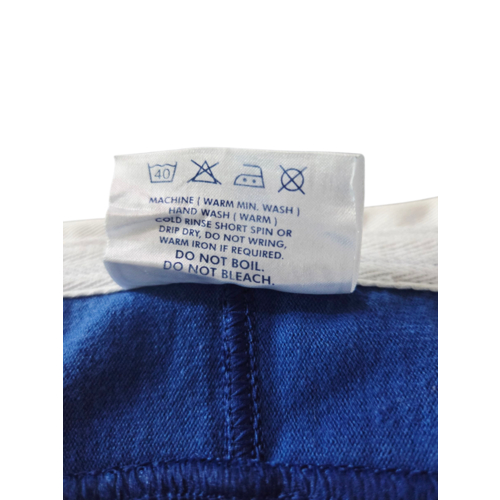 40
MACHINE ( WARM MIN. WASH )
HAND WASH ( WARM )
COLD RINSE SHORT SPIN OR
DRIP DRY, DO NOT WRING,
WARM IRON IF REQUIRED.
DO NOT BOIL.
DO NOT BLEACH.